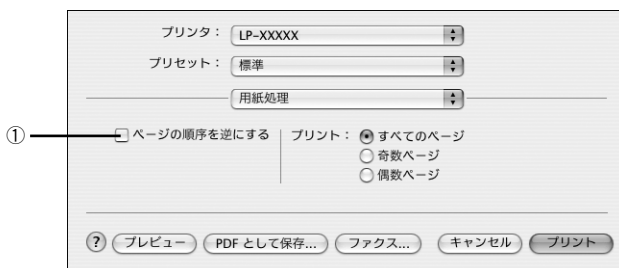 プリンタ： LP-XXXXX
プリセット： 標準
用紙処理
① ページの順序を逆にする プリント： すべてのページ
奇数ページ
偶数ページ
? プレビュー PDF として保存... ファクス... キャンセル プリント